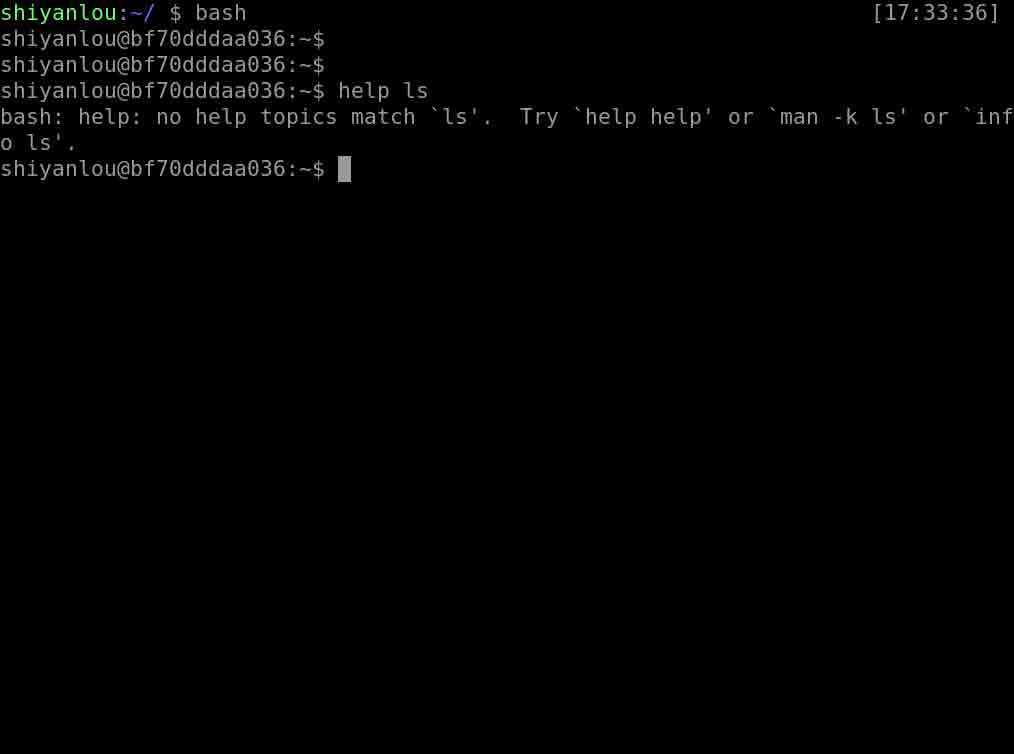 shiyanlou:~/ $ bash [17:33:36]
shiyanlou@bf70dddaa036:~$
shiyanlou@bf70dddaa036:~$
shiyanlou@bf70dddaa036:~$ help ls
bash: help: no help topics match `ls'.  Try `help help' or `man -k ls' or `inf
o ls'.
shiyanlou@bf70dddaa036:~$